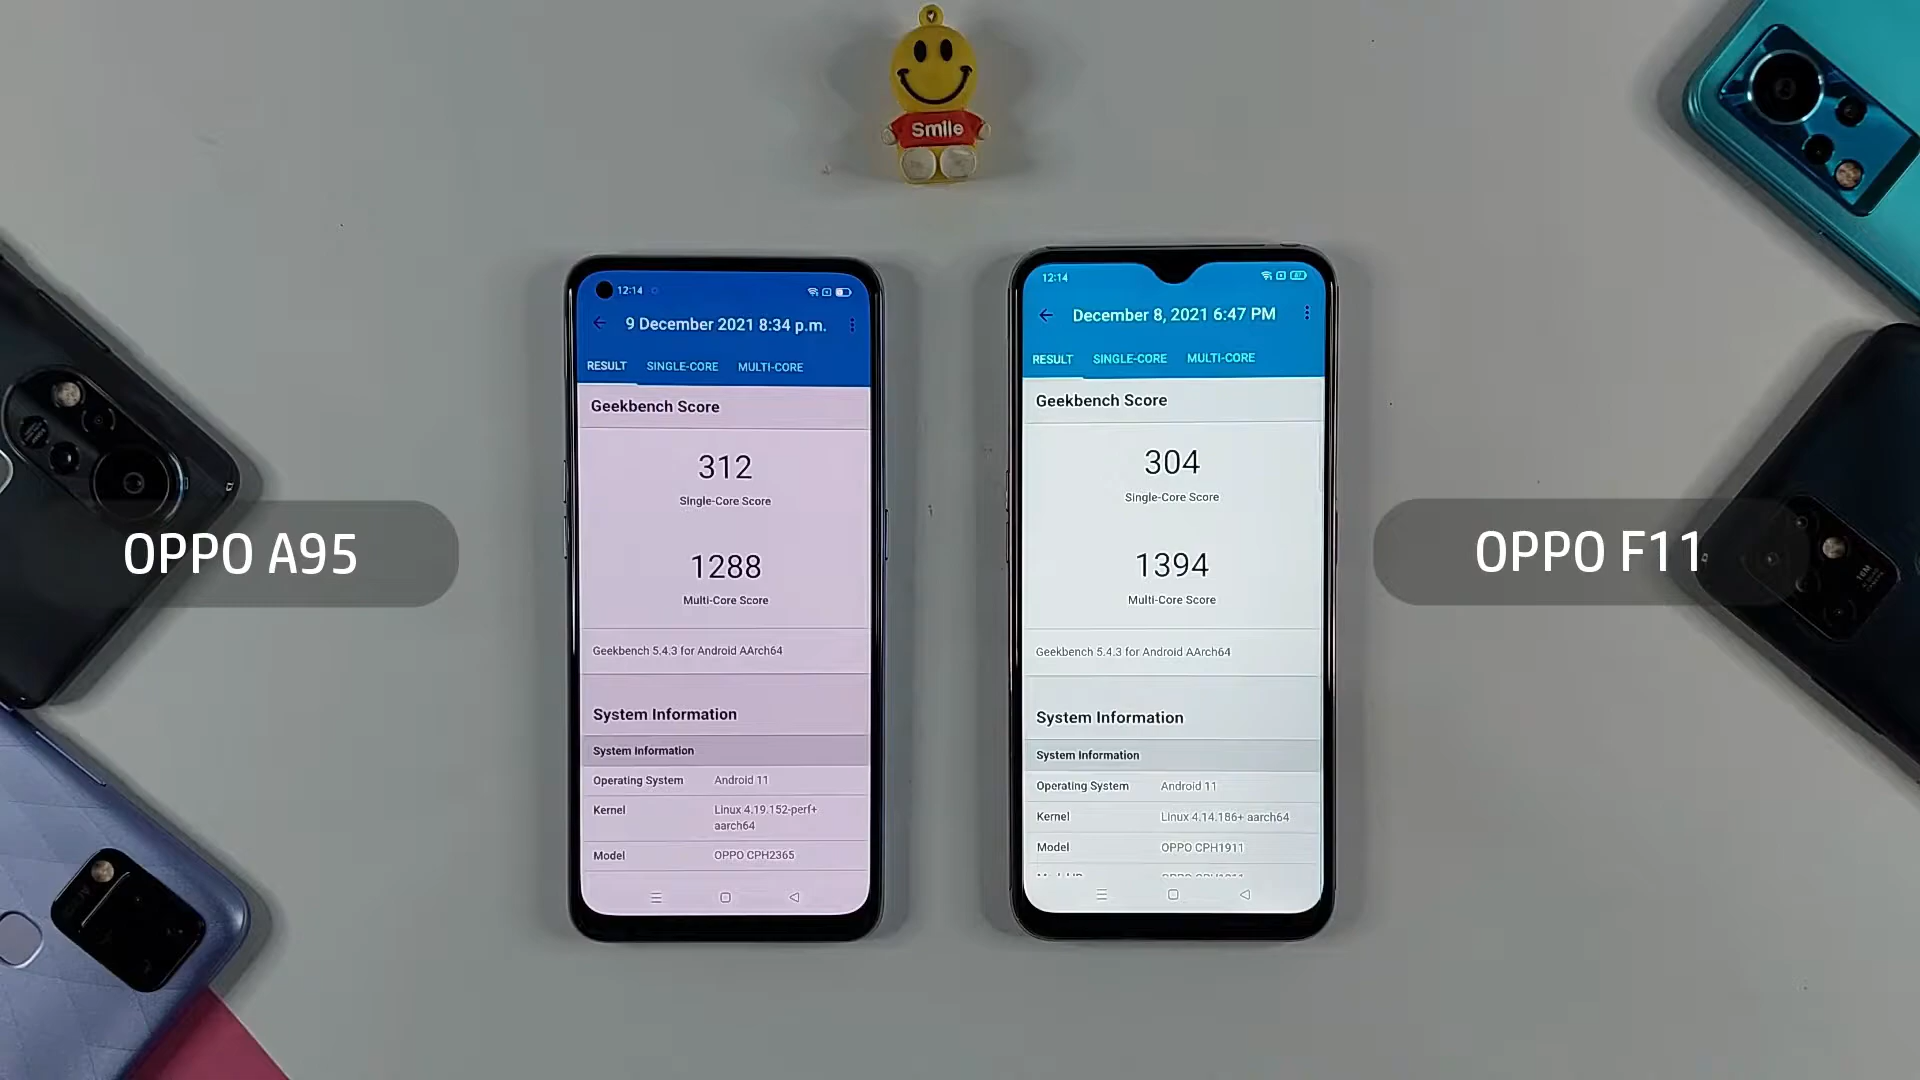 Smile
OPPO A95
12:14
9 December 2021 8:34 p.m.
RESULT SINGLE-CORE MULTI-CORE
Geekbench Score
312
Single-Core Score
1288
Multi-Core Score
Geekbench 5.4.3 for Android AArch64
System Information
System Information
Operating System Android 11
Kernel Linux 4.19.152-perf+
aarch64
Model OPPO CPH2365
12:14
December 8, 2021 6:47 PM
RESULT SINGLE-CORE MULTI-CORE
Geekbench Score
304
Single-Core Score
1394
Multi-Core Score
Geekbench 5.4.3 for Android AArch64
System Information
System Information
Operating System Android 11
Kernel Linux 4.14.186+ aarch64
Model OPPO CPH1911
OPPO F11